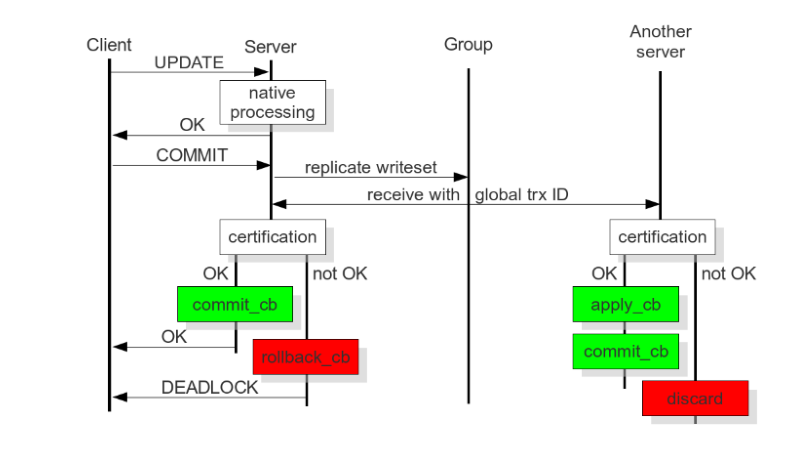 Client
Server
Group
Another
server
UPDATE
native
processing
OK
COMMIT
replicate writeset
receive with global trx ID
certification
certification
OK
not OK
OK
not OK
commit_cb
apply_cb
OK
rollback_cb
commit_cb
DEADLOCK
discard